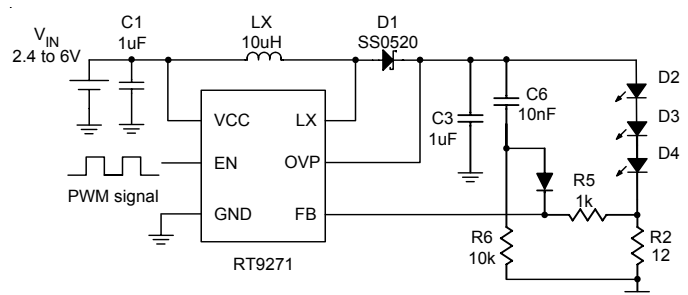 V_IN
2.4 to 6V
C1
1uF
LX
10uH
D1
SS0520
VCC
LX
EN
OVP
GND
FB
RT9271
PWM signal
C3
1uF
C6
10nF
D2
D3
D4
R5
1k
R6
10k
R2
12